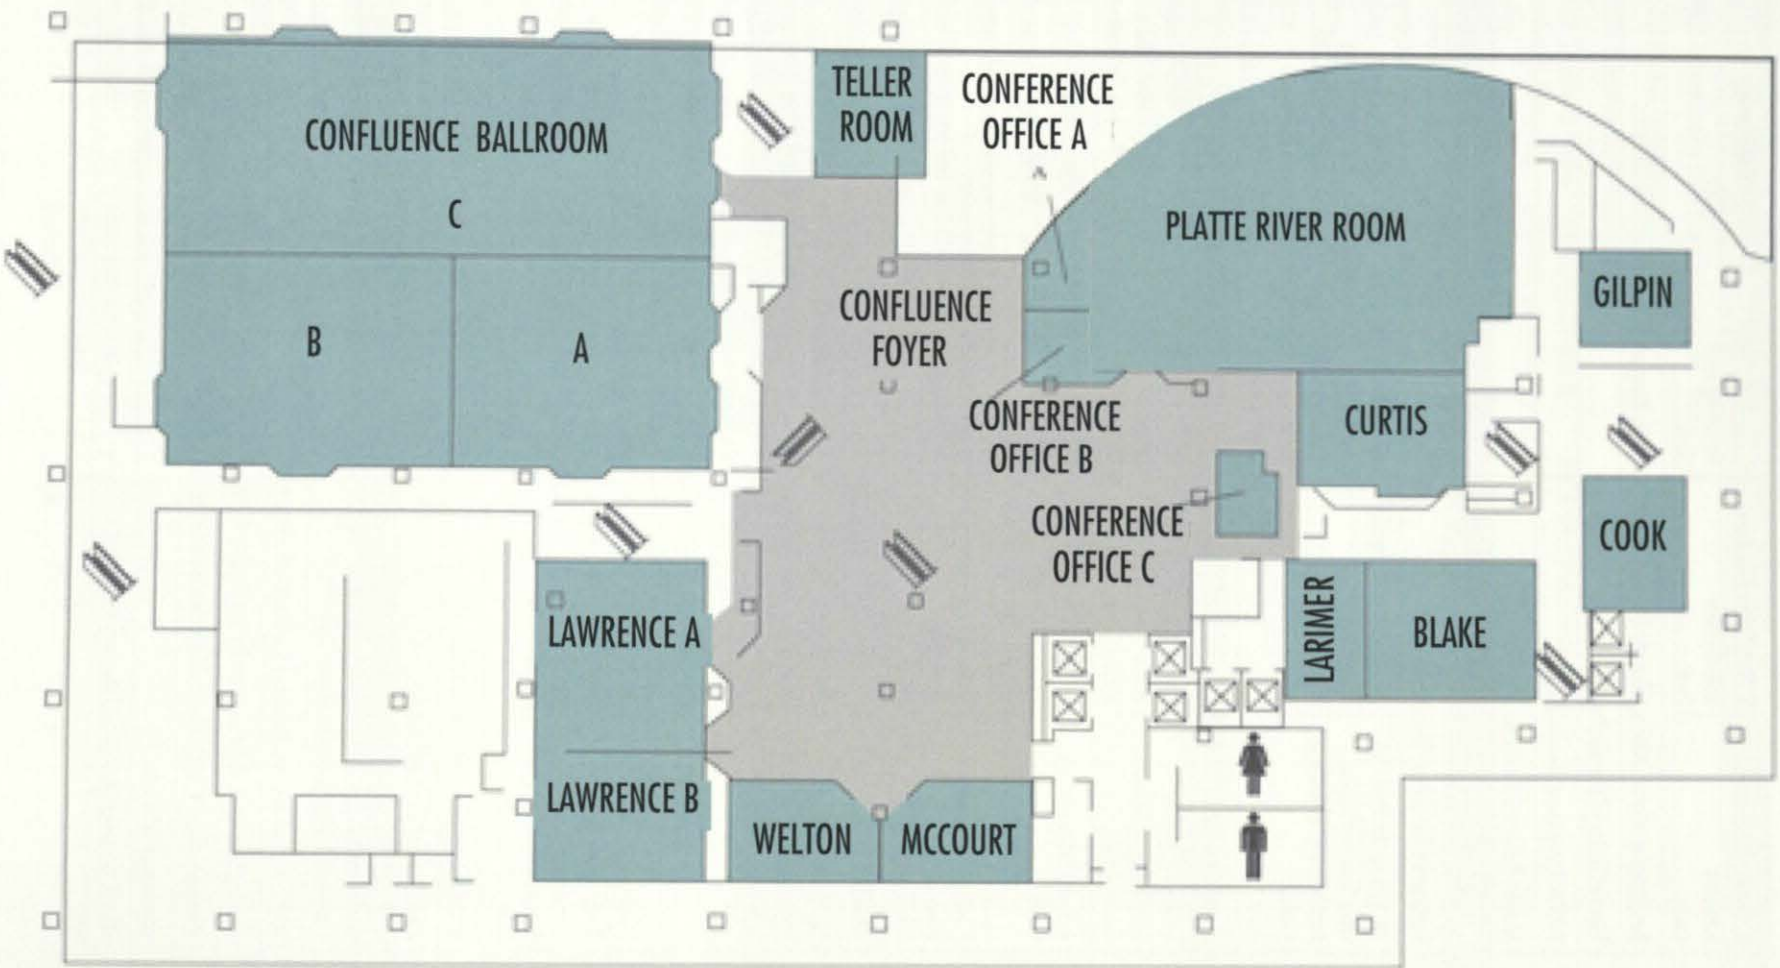 CONFLUENCE BALLROOM
C
B
A
TELLER
ROOM
CONFERENCE
OFFICE A
A
PLATTE RIVER ROOM
GILPIN
CONFLUENCE
FOYER
CONFERENCE
OFFICE B
CURTIS
CONFERENCE
OFFICE C
COOK
LAWRENCE A
LARIMER
BLAKE
LAWRENCE B
WELTON
MCCOURT